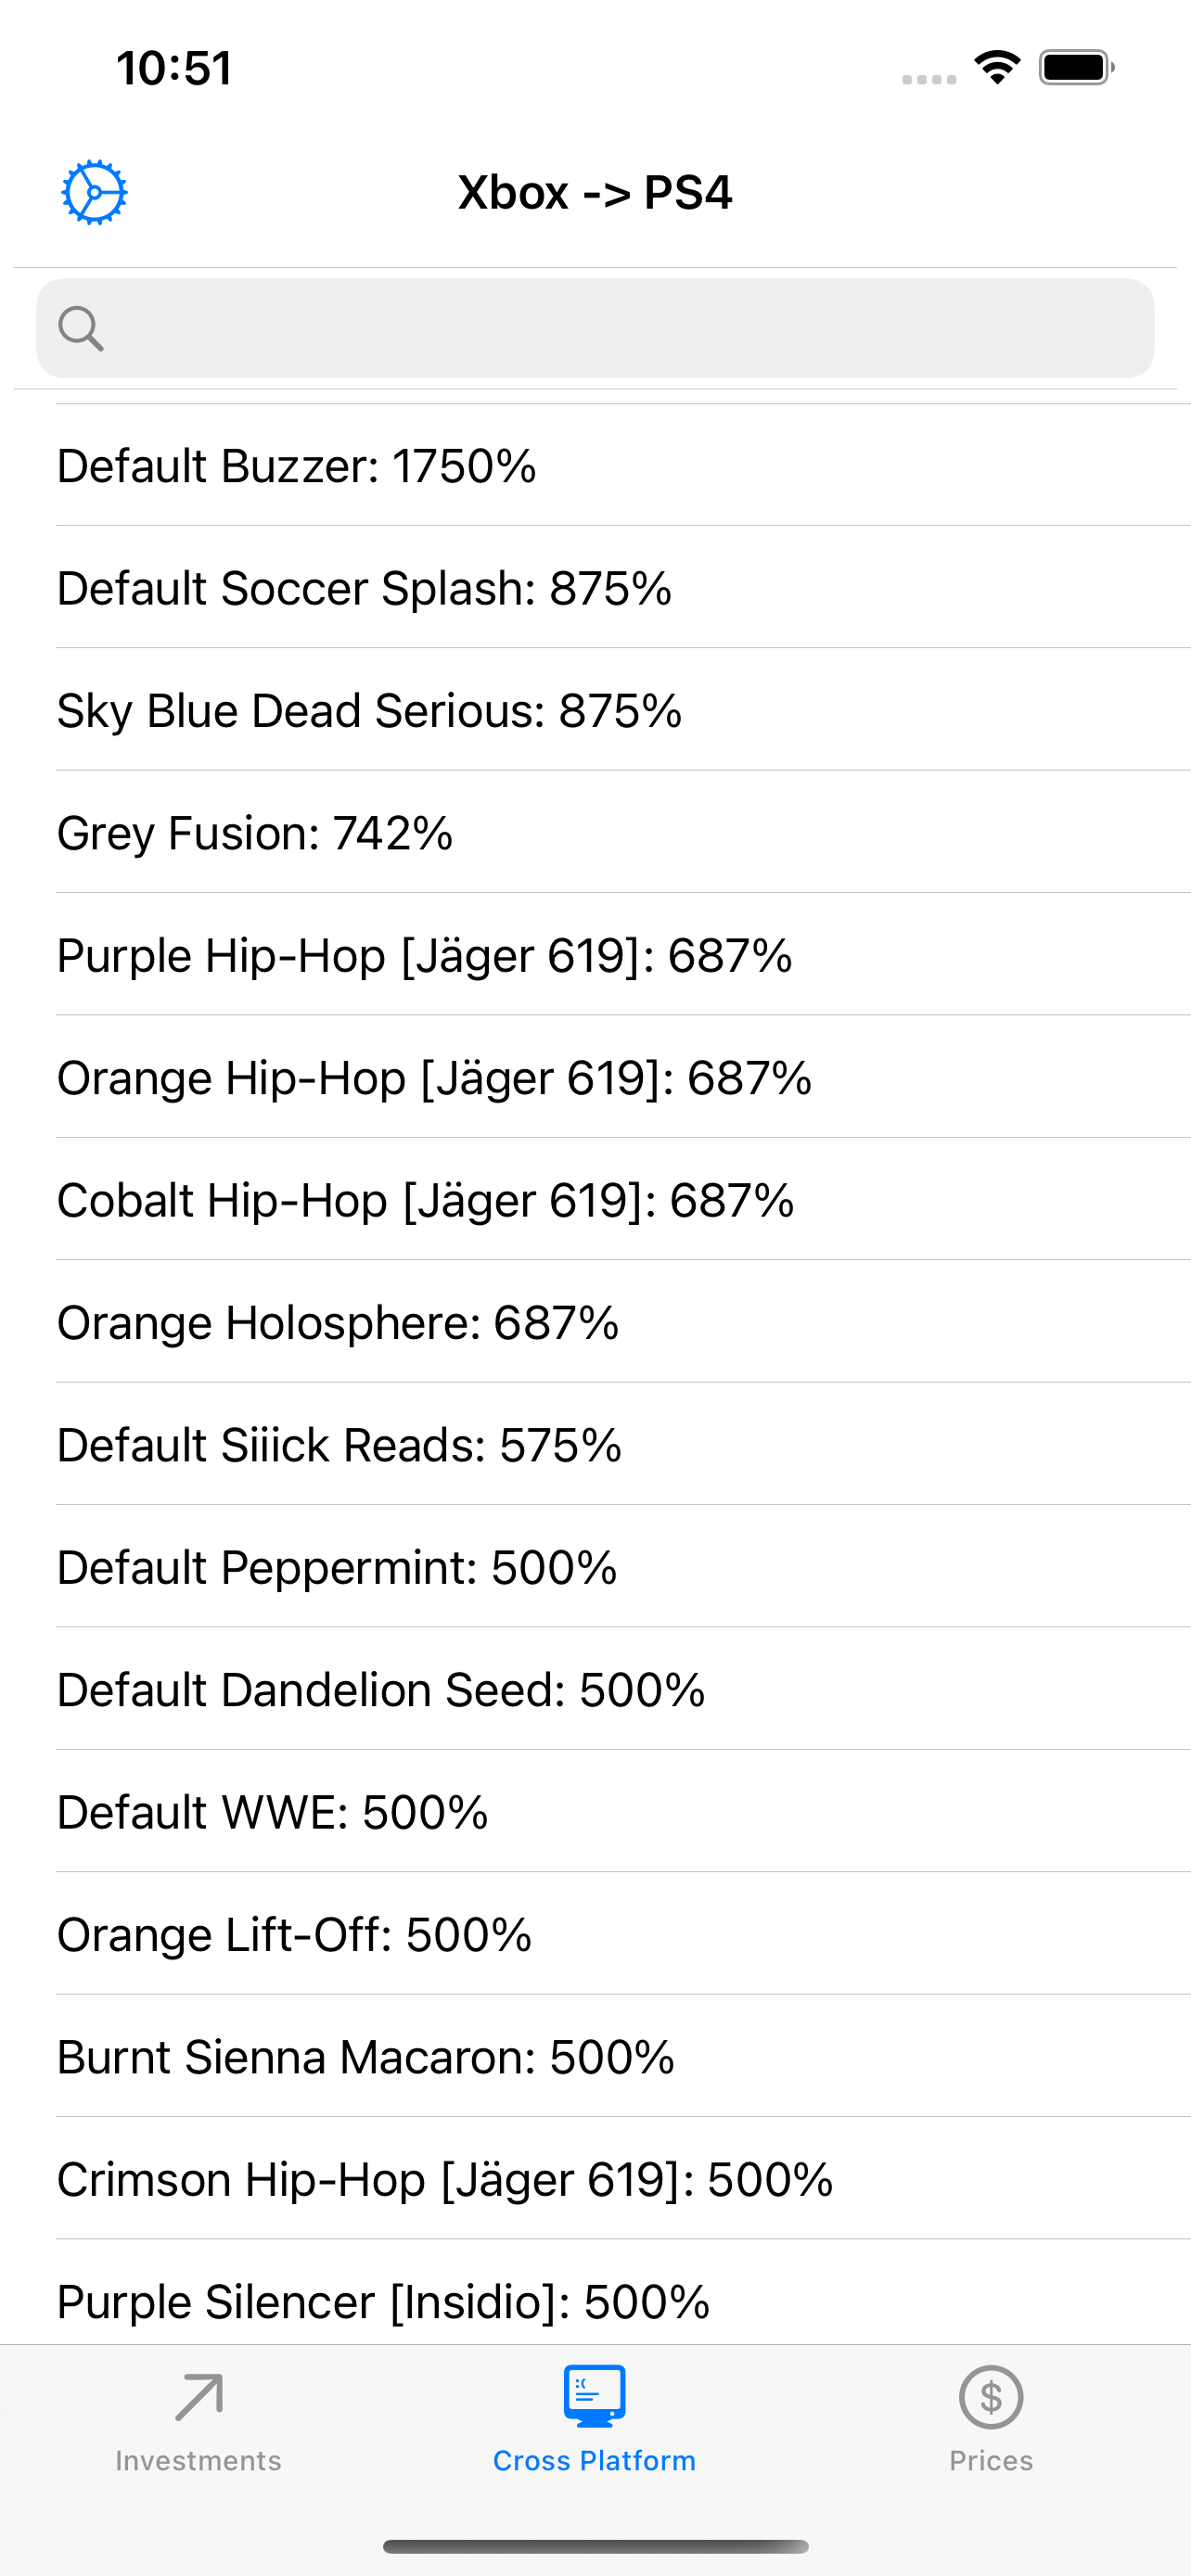 10:51
Xbox -> PS4
Default Buzzer: 1750%
Default Soccer Splash: 875%
Sky Blue Dead Serious: 875%
Grey Fusion: 742%
Purple Hip-Hop [Jäger 619]: 687%
Orange Hip-Hop [Jäger 619]: 687%
Cobalt Hip-Hop [Jäger 619]: 687%
Orange Holosphere: 687%
Default Siiick Reads: 575%
Default Peppermint: 500%
Default Dandelion Seed: 500%
Default WWE: 500%
Orange Lift-Off: 500%
Burnt Sienna Macaron: 500%
Crimson Hip-Hop [Jäger 619]: 500%
Purple Silencer [Insidio]: 500%
Investments
Cross Platform
Prices